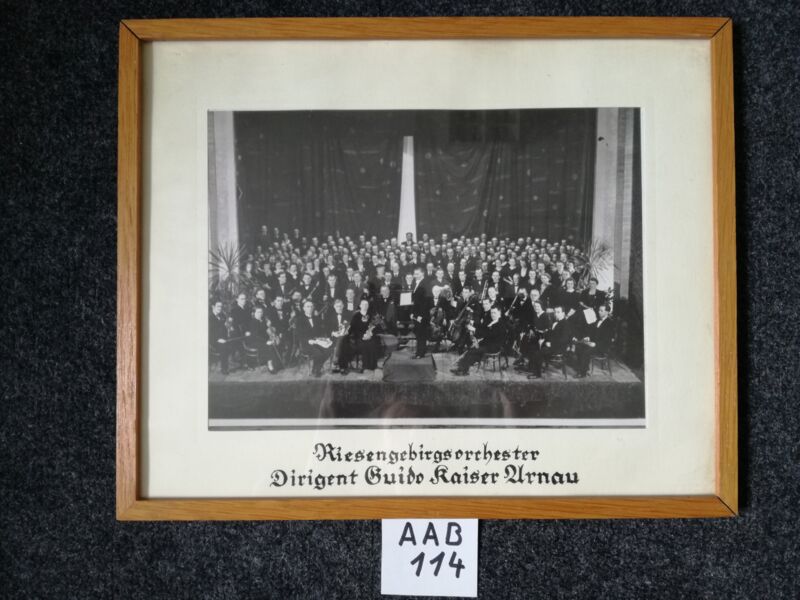 Riesengebirgsorchester
Dirigent Guido Kaiser Arnau
AAB
114